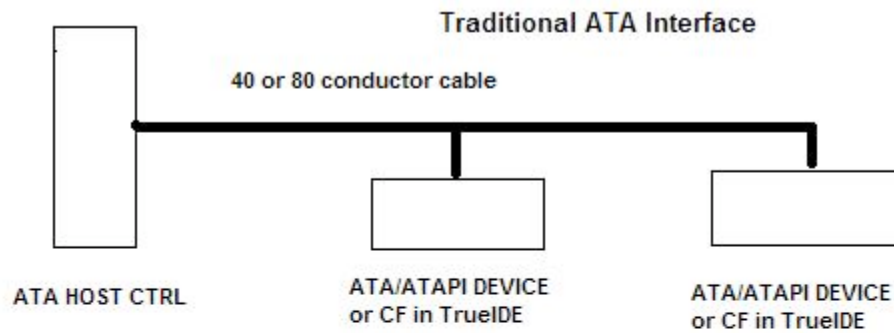 Traditional ATA Interface
40 or 80 conductor cable
ATA HOST CTRL
ATA/ATAPI DEVICE
or CF in TrueIDE
ATA/ATAPI DEVICE
or CF in TrueIDE